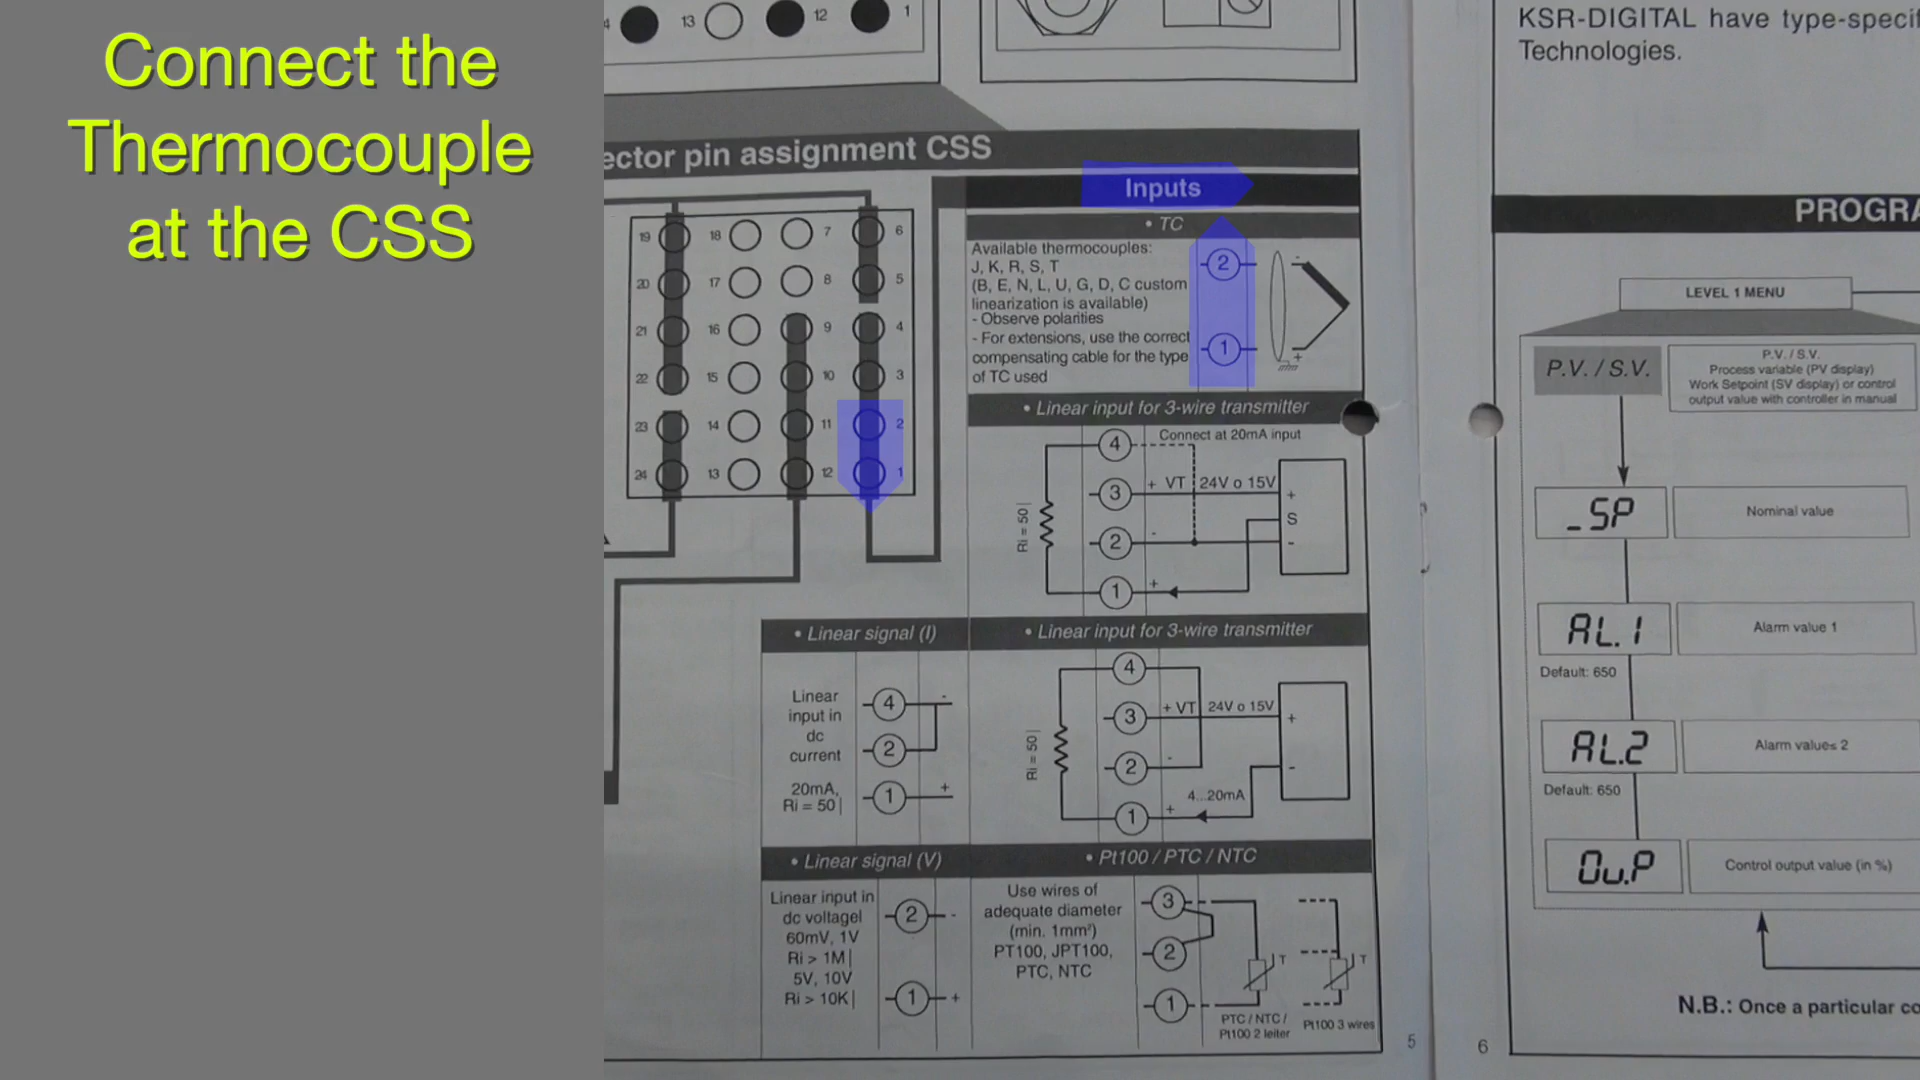 Connect the
Thermocouple
at the CSS
4 13 12 1
ector pin assignment CSS
19 18 7 6
20 17 8 5
21 16 9 4
22 15 10 3
23 14 11 2
24 13 12 1
Inputs
• TC
Available thermocouples:
J, K, R, S, T
(B, E, N, L, U, G, D, C custom
linearization is available)
- Observe polarities
- For extensions, use the correct
compensating cable for the type
of TC used
2 -
1 +
• Linear input for 3-wire transmitter
Connect at 20mA input
4
3 + VT 24V o 15V +
S
2 - -
1 +
Ri = 50
• Linear signal (I)
Linear
input in
dc
current
20mA,
Ri = 50
4 -
2
1 +
• Linear input for 3-wire transmitter
4
3 + VT 24V o 15V +
2 - -
4...20mA
1 +
Ri = 50
• Linear signal (V)
Linear input in
dc voltagel
60mV, 1V
Ri > 1M
5V, 10V
Ri > 10K
2 -
1 +
• Pt100 / PTC / NTC
Use wires of
adequate diameter
(min. 1mm²)
PT100, JPT100,
PTC, NTC
3
2
1
T T
PTC / NTC /
Pt100 2 leiter
Pt100 3 wires
5
KSR-DIGITAL have type-specif
Technologies.
PROGRA
LEVEL 1 MENU
P.V. / S.V.
P.V. / S.V.
Process variable (PV display)
Work Setpoint (SV display) or control
output value with controller in manual
_SP
Nominal value
AL.1
Alarm value 1
Default: 650
AL.2
Alarm values 2
Default: 650
Ou.P
Control output value (in %)
N.B.: Once a particular co
6